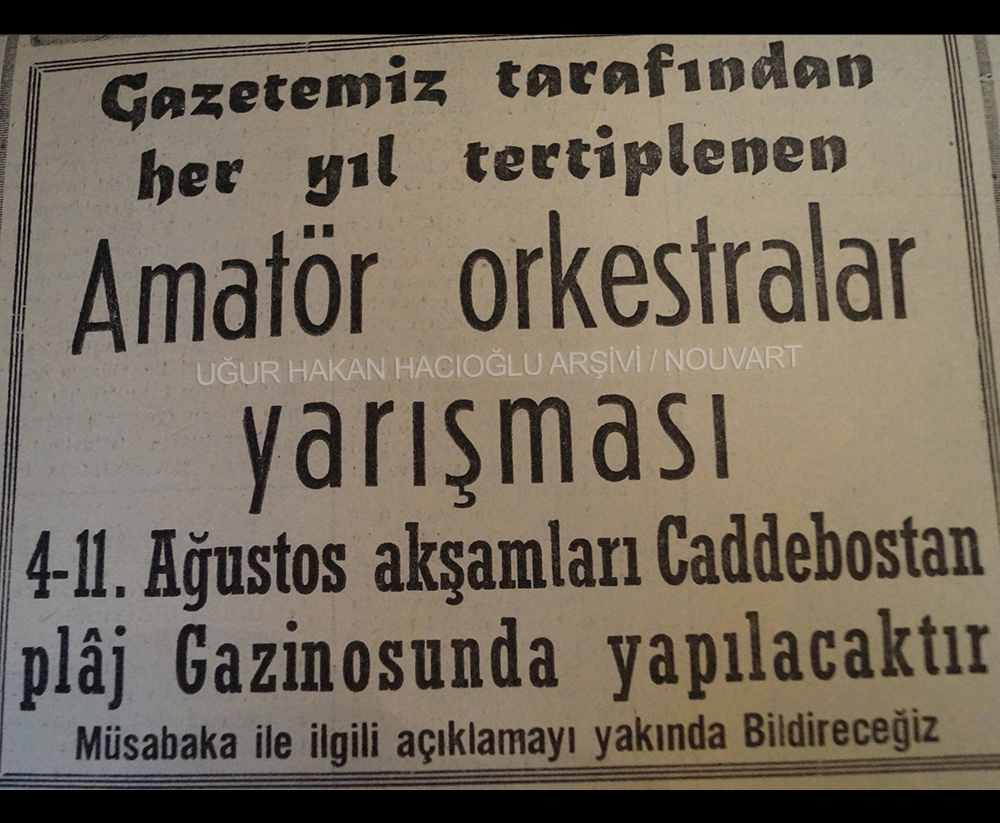 Gazetemiz tarafından
her yıl tertiplenen
Amatör orkestralar
UĞUR HAKAN HACIOĞLU ARŞİVİ / NOUVART
yarışması
4-11. Ağustos akşamları Caddebostan
plâj Gazinosunda yapılacaktır
Müsabaka ile ilgili açıklamayı yakında Bildireceğiz